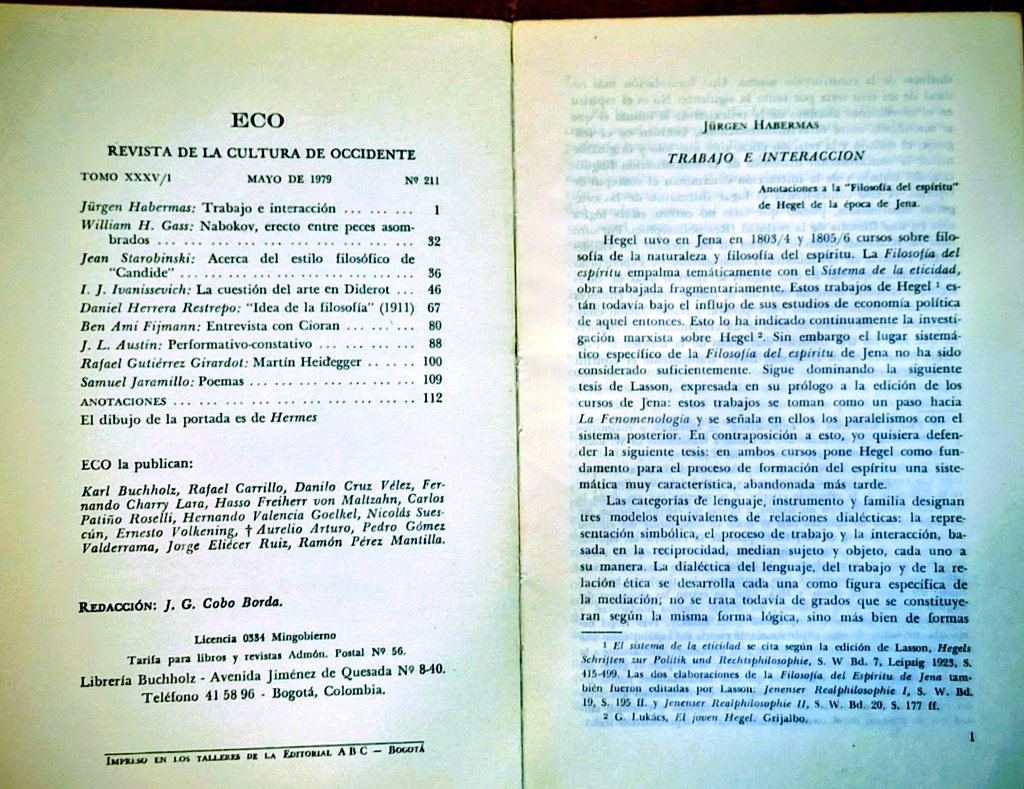 ECO
REVISTA DE LA CULTURA DE OCCIDENTE
TOMO XXXV/1 MAYO DE 1979 Nº 211
Jürgen Habermas: Trabajo e interacción ... ... ... 1
William H. Gass: Nabokov, erecto entre peces asom-
brados ... ... ... ... ... ... ... ... ... ... 32
Jean Starobinski: Acerca del estilo filosófico de
"Candide" ... ... ... ... ... ... ... ... ... 36
I. J. Ivanissevich: La cuestión del arte en Diderot ... 46
Daniel Herrera Restrepo: "Idea de la filosofía" (1911) 67
Ben Ami Fijmann: Entrevista con Cioran ... ... ... 80
J. L. Austin: Performativo-constativo ... ... ... ... 88
Rafael Gutiérrez Girardot: Martín Heidegger ... ... 100
Samuel Jaramillo: Poemas ... ... ... ... ... ... ... 109
ANOTACIONES ... ... ... ... ... ... ... ... ... ... 112
El dibujo de la portada es de Hermes
ECO la publican:
Karl Buchholz, Rafael Carrillo, Danilo Cruz Vélez, Fer-
nando Charry Lara, Hasso Freiherr von Maltzahn, Carlos
Patiño Roselli, Hernando Valencia Goelkel, Nicolás Sues-
cún, Ernesto Volkening, † Aurelio Arturo, Pedro Gómez
Valderrama, Jorge Eliécer Ruiz, Ramón Pérez Mantilla.
REDACCIÓN: J. G. Cobo Borda.
Licencia 0334 Mingobierno
Tarifa para libros y revistas Admón. Postal Nº 56.
Librería Buchholz - Avenida Jiménez de Quesada Nº 8-40.
Teléfono 41 58 96 - Bogotá, Colombia.
IMPRESO EN LOS TALLERES DE LA EDITORIAL A B C — BOGOTÁ
JÜRGEN HABERMAS
TRABAJO E INTERACCION
Anotaciones a la "Filosofía del espíritu"
de Hegel de la época de Jena.
Hegel tuvo en Jena en 1803/4 y 1805/6 cursos sobre filo-
sofía de la naturaleza y filosofía del espíritu. La Filosofía del
espíritu empalma temáticamente con el Sistema de la eticidad,
obra trabajada fragmentariamente. Estos trabajos de Hegel ¹ es-
tán todavía bajo el influjo de sus estudios de economía política
de aquel entonces. Esto lo ha indicado continuamente la investi-
gación marxista sobre Hegel ². Sin embargo el lugar sistemá-
tico específico de la Filosofía del espíritu de Jena no ha sido
considerado suficientemente. Sigue dominando la siguiente
tesis de Lasson, expresada en su prólogo a la edición de los
cursos de Jena: estos trabajos se toman como un paso hacia
La Fenomenología y se señala en ellos los paralelismos con el
sistema posterior. En contraposición a esto, yo quisiera defen-
der la siguiente tesis: en ambos cursos pone Hegel como fun-
damento para el proceso de formación del espíritu una siste-
mática muy característica, abandonada más tarde.
Las categorías de lenguaje, instrumento y familia designan
tres modelos equivalentes de relaciones dialécticas: la repre-
sentación simbólica, el proceso de trabajo y la interacción, ba-
sada en la reciprocidad, median sujeto y objeto, cada uno a
su manera. La dialéctica del lenguaje, del trabajo y de la re-
lación ética se desarrolla cada una como figura específica de
la mediación; no se trata todavía de grados que se constituye-
ran según la misma forma lógica, sino más bien de formas
¹ El sistema de la eticidad se cita según la edición de Lasson, Hegels
Schriften zur Politik und Rechtsphilosophie, S. W Bd. 7, Leipzig 1923, S.
415-499. Las dos elaboraciones de la Filosofía del Espíritu de Jena tam-
bién fueron editadas por Lasson: Jenenser Realphilosophie I, S. W. Bd.
19, S. 195 ff. y Jenenser Realphilosophie II, S. W. Bd. 20, S. 177 ff.
² G. Lukács, El joven Hegel. Grijalbo.
1